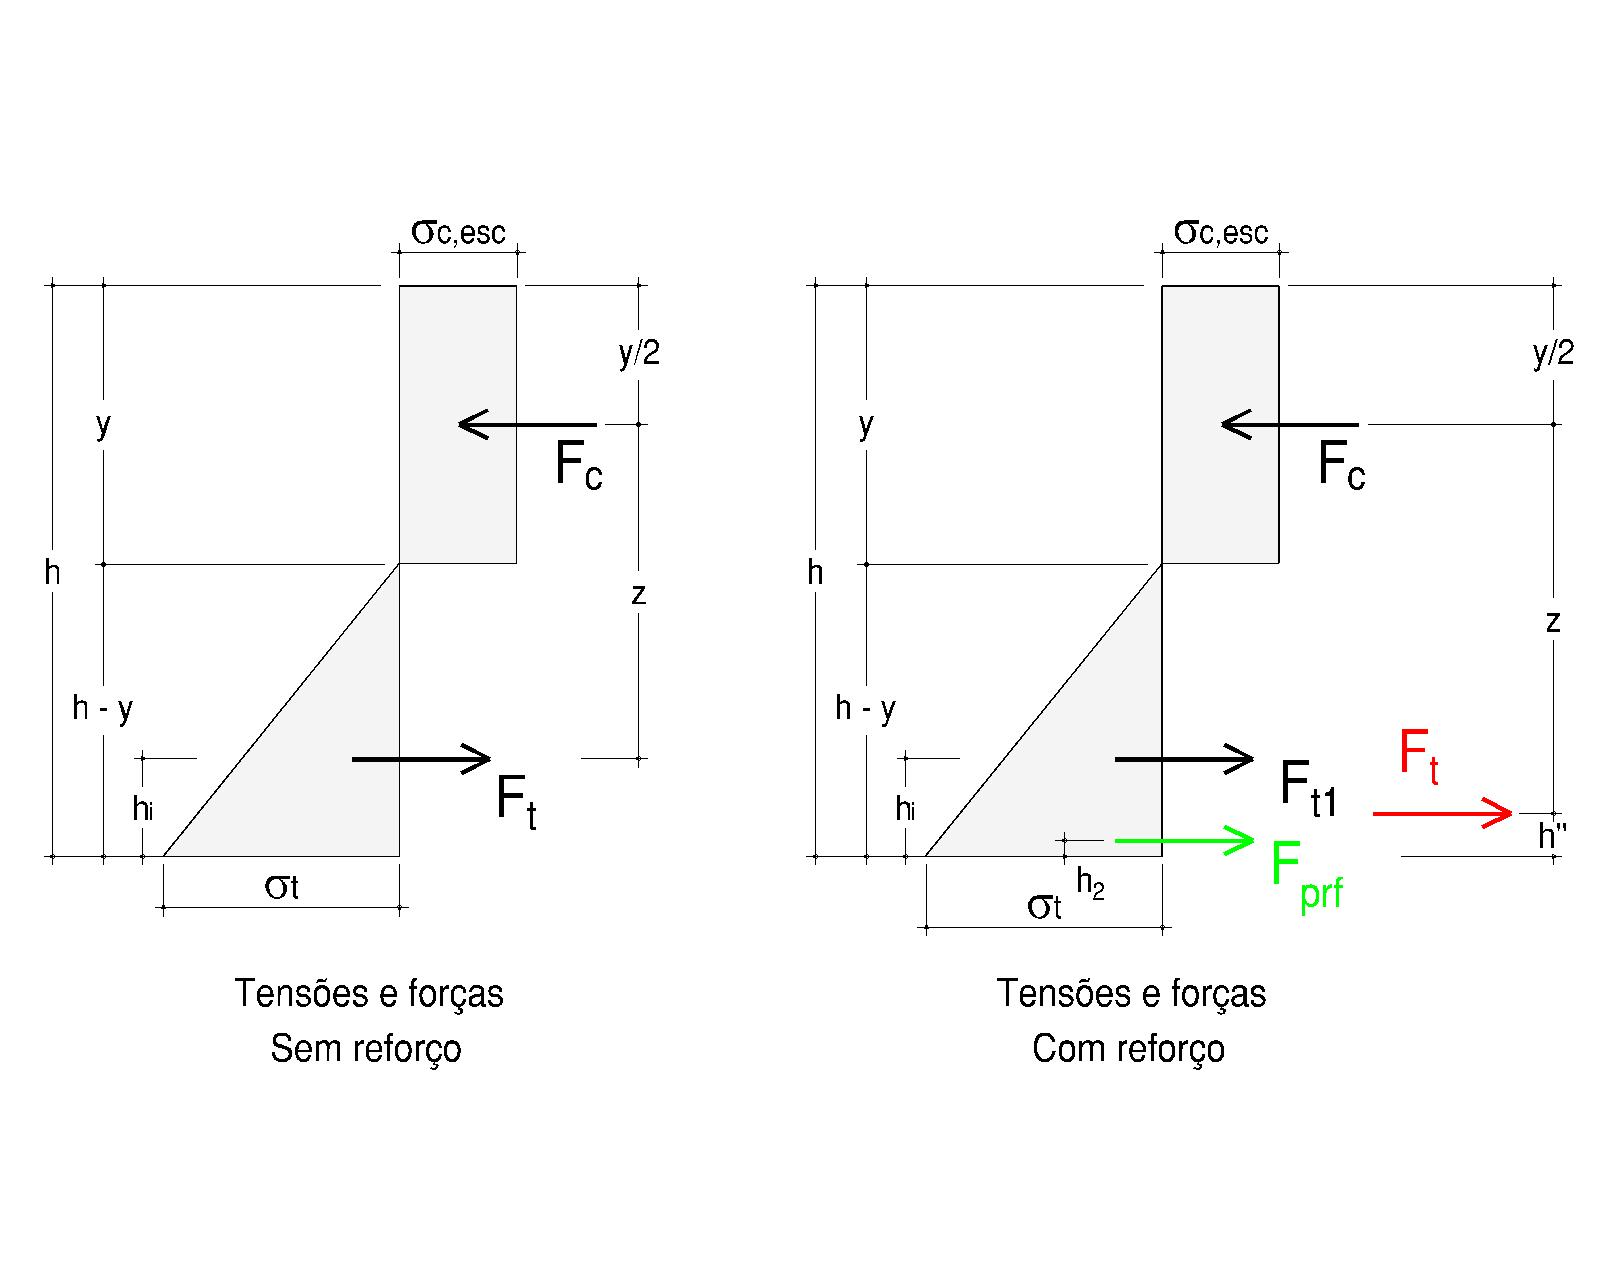 σc,esc
y/2
y
Fc
h
z
h - y
hi
Ft
σt
Tensões e forças
Sem reforço
σc,esc
y/2
y
Fc
h
z
h - y
Ft
hi
Ft1
h"
h2
Fprf
σt
Tensões e forças
Com reforço